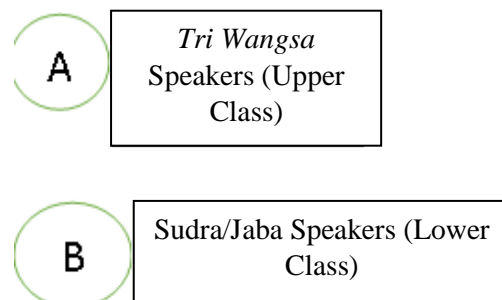 A
Tri Wangsa
Speakers (Upper
Class)
B
Sudra/Jaba Speakers (Lower
Class)